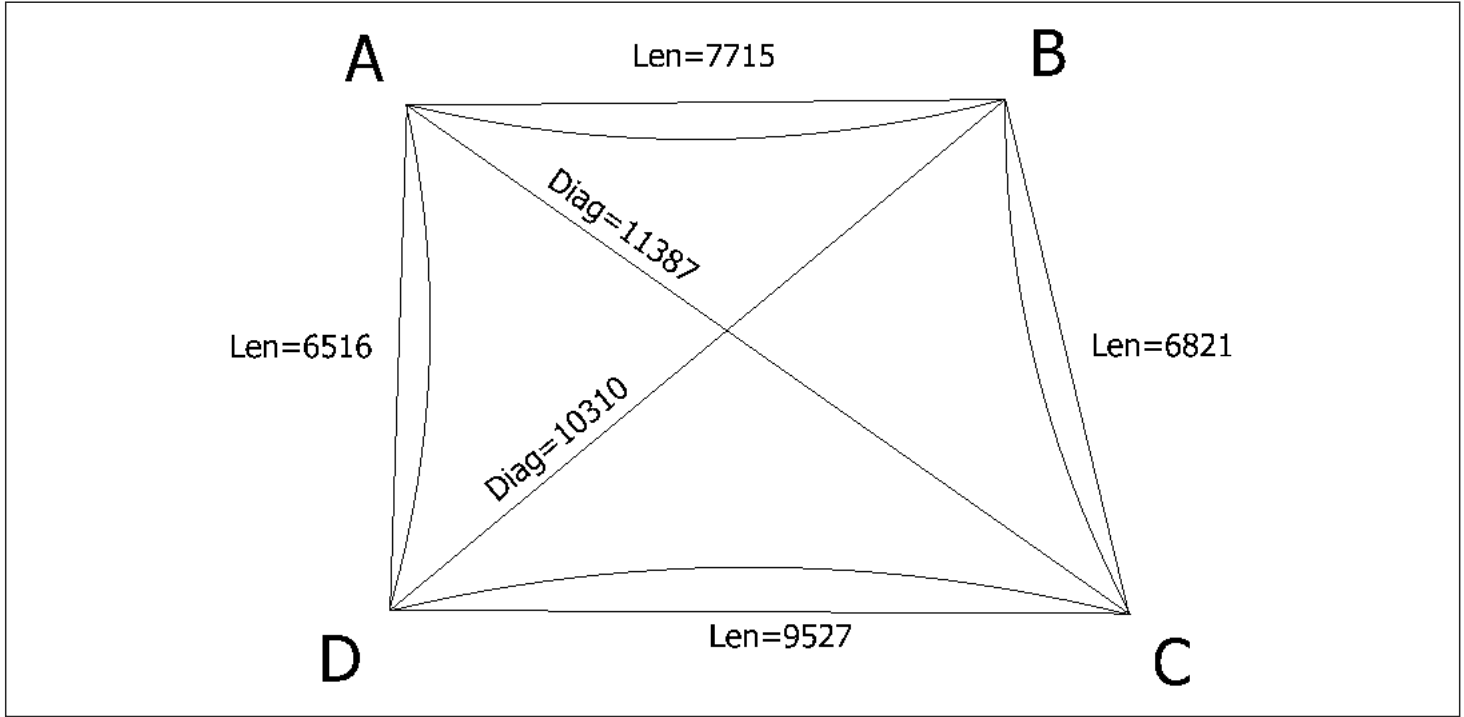 A
Len=7715
B
Diag=11387
Len=6516
Len=6821
Diag=10310
D
Len=9527
C